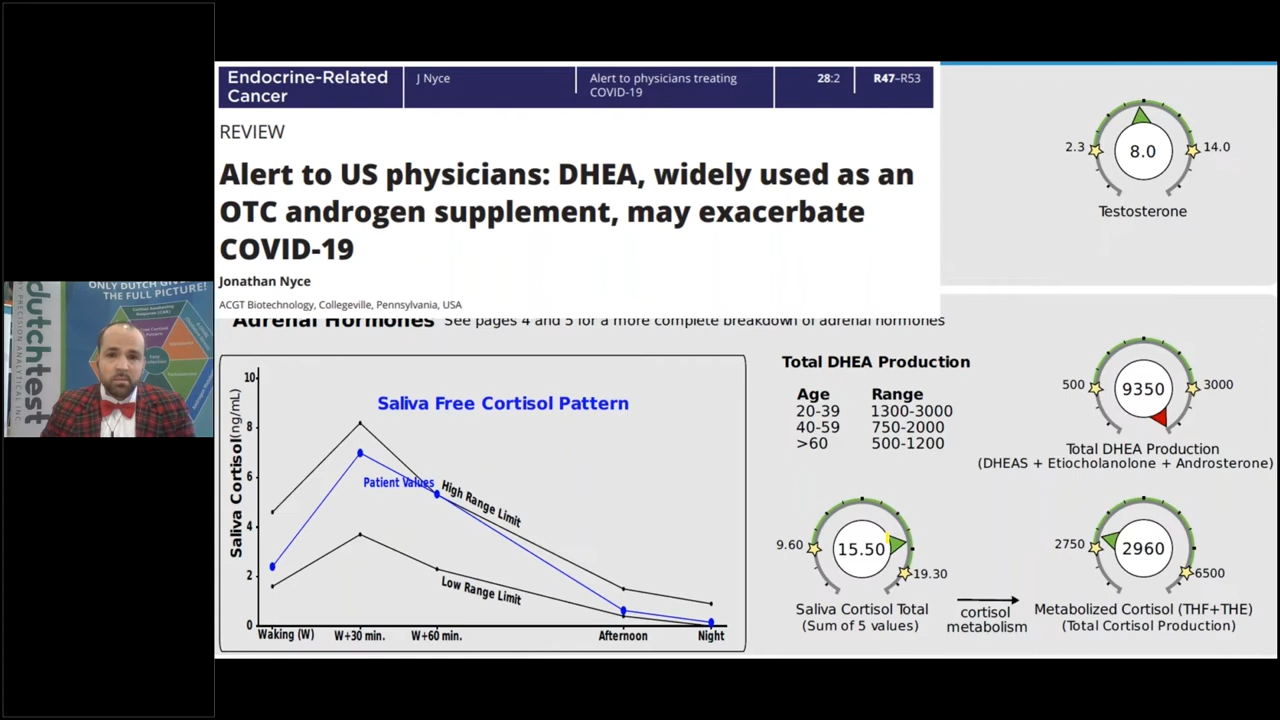 Endocrine-Related
Cancer
J Nyce
Alert to physicians treating
COVID-19
28:2
R47–R53
REVIEW
Alert to US physicians: DHEA, widely used as an
OTC androgen supplement, may exacerbate
COVID-19
Jonathan Nyce
ACGT Biotechnology, Collegeville, Pennsylvania, USA
2.3
8.0
14.0
Testosterone
ONLY DUTCH
THE FULL PICTURE!
dutchtest
PRECISION ANALYTICAL INC.
Adrenal Hormones See pages 4 and 5 for a more complete breakdown of adrenal hormones
Saliva Free Cortisol Pattern
Saliva Cortisol(ng/mL)
10
8
6
4
2
0
Patient Values
High Range Limit
Low Range Limit
Waking (W) W+30 min. W+60 min. Afternoon Night
Total DHEA Production
Age Range
20-39 1300-3000
40-59 750-2000
>60 500-1200
500
9350
3000
Total DHEA Production
(DHEAS + Etiocholanolone + Androsterone)
9.60
15.50
19.30
Saliva Cortisol Total
(Sum of 5 values)
cortisol
metabolism
2750
2960
6500
Metabolized Cortisol (THF+THE)
(Total Cortisol Production)